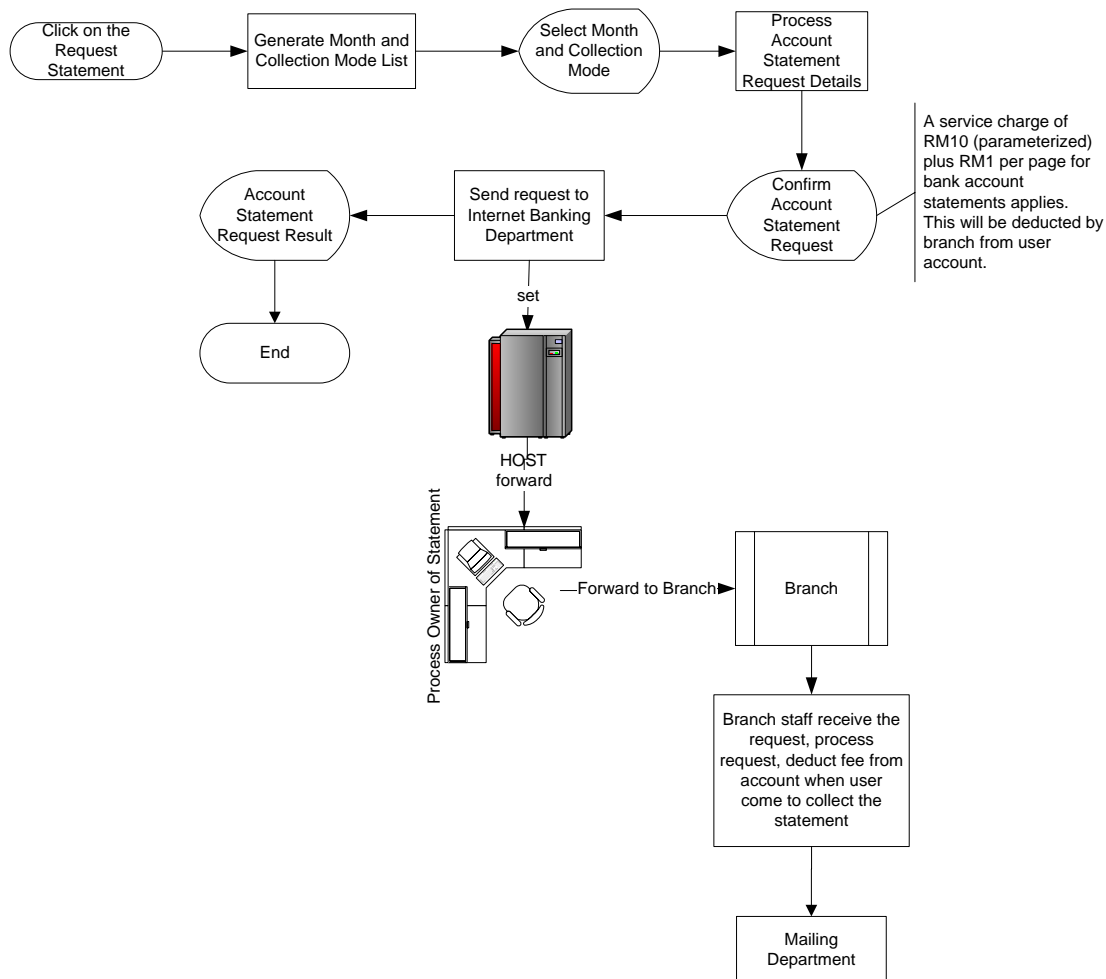 Click on the
Request
Statement
Generate Month and
Collection Mode List
Select Month
and Collection
Mode
Process
Account
Statement
Request Details
A service charge of
RM10 (parameterized)
plus RM1 per page for
bank account
statements applies.
This will be deducted by
branch from user
account.
Confirm
Account
Statement
Request
Send request to
Internet Banking
Department
Account
Statement
Request Result
End
set
HOST
forward
Process Owner of Statement
Forward to Branch
Branch
Branch staff receive the
request, process
request, deduct fee from
account when user
come to collect the
statement
Mailing
Department